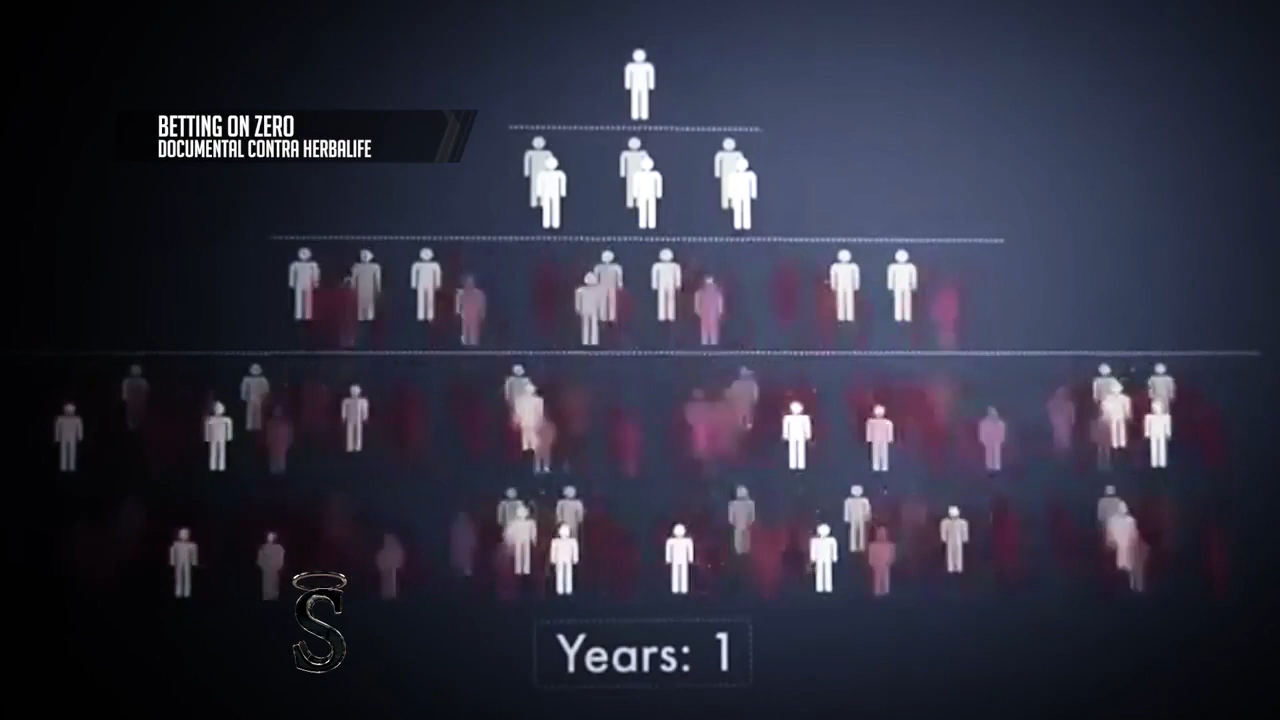 BETTING ON ZERO
DOCUMENTAL CONTRA HERBALIFE
S
Years: 1